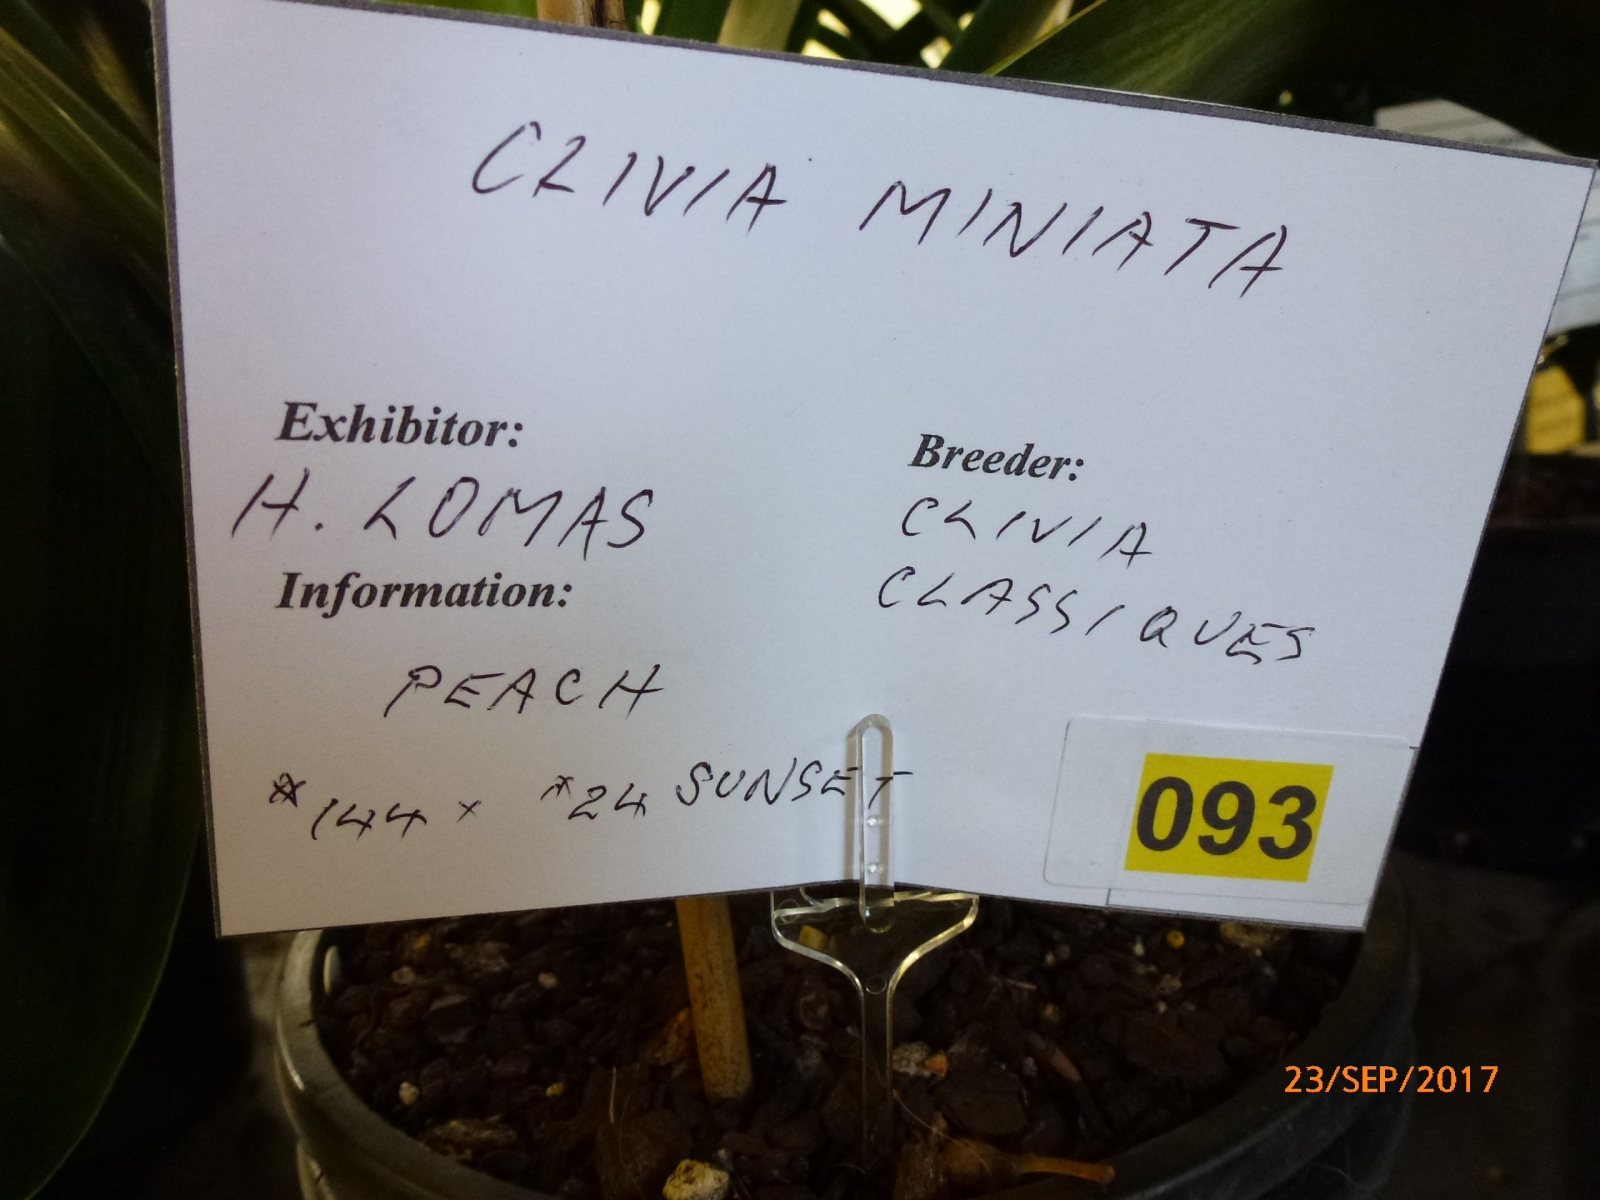 CLIVIA MINIATA
Exhibitor:
H. LOMAS
Breeder:
CLIVIA
CLASSIQUES
Information:
PEACH
*144 x *24 SUNSET
093
23/SEP/2017